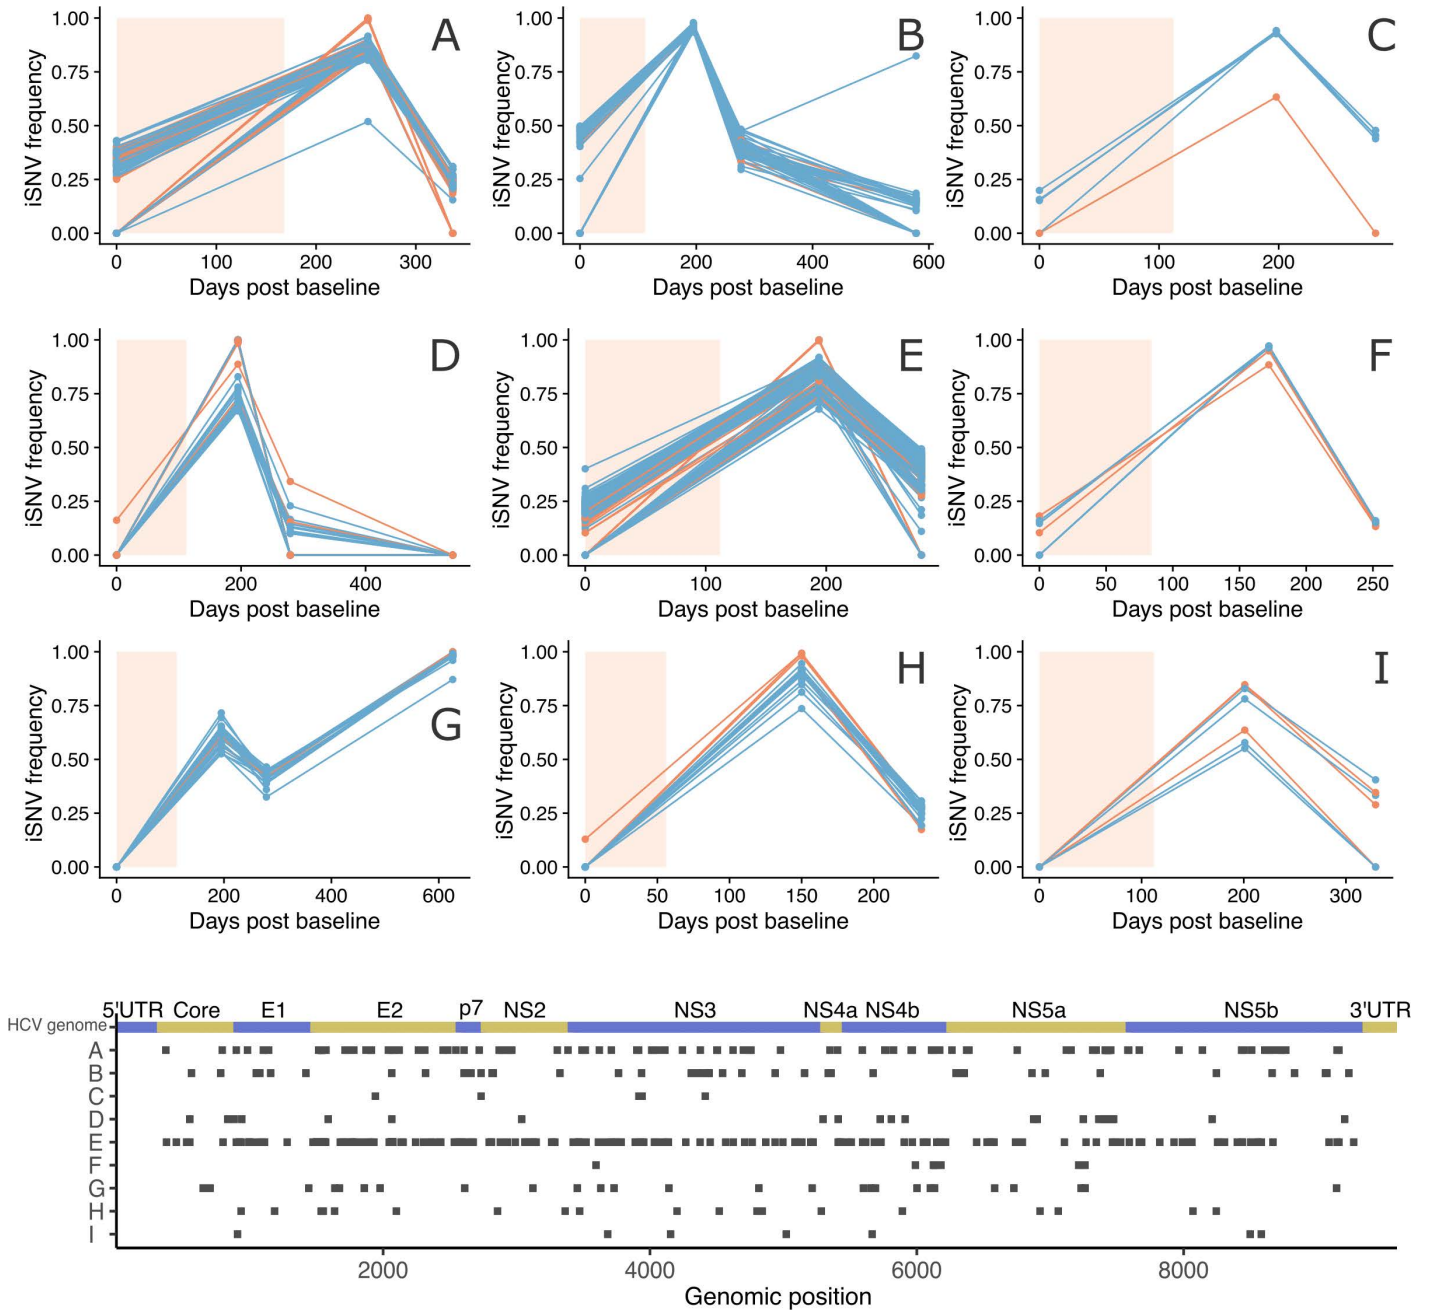 A
iSNV frequency
1.00
0.75
0.50
0.25
0.00
0 100 200 300
Days post baseline
B
iSNV frequency
1.00
0.75
0.50
0.25
0.00
0 200 400 600
Days post baseline
C
iSNV frequency
1.00
0.75
0.50
0.25
0.00
0 100 200
Days post baseline
D
iSNV frequency
1.00
0.75
0.50
0.25
0.00
0 200 400
Days post baseline
E
iSNV frequency
1.00
0.75
0.50
0.25
0.00
0 100 200
Days post baseline
F
iSNV frequency
1.00
0.75
0.50
0.25
0.00
0 50 100 150 200 250
Days post baseline
G
iSNV frequency
1.00
0.75
0.50
0.25
0.00
0 200 400 600
Days post baseline
H
iSNV frequency
1.00
0.75
0.50
0.25
0.00
0 50 100 150 200
Days post baseline
I
iSNV frequency
1.00
0.75
0.50
0.25
0.00
0 100 200 300
Days post baseline
5'UTR Core E1 E2 p7 NS2 NS3 NS4a NS4b NS5a NS5b 3'UTR
HCV genome
A
B
C
D
E
F
G
H
I
2000 4000 6000 8000
Genomic position